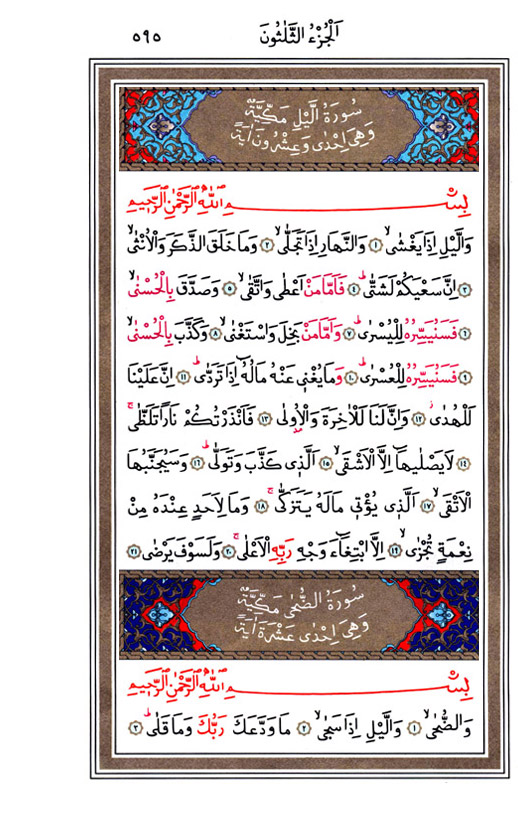 اَلْجُزْءُ الثَّلٰثُونَ
٥٩٥
سُورَةُ الَّيْلِ مَكِّيَّةٌ
وَهِىَ اِحْدٰى وَعِشْرُونَ اٰيَةً
بِسْــــــــمِ اللّٰهِ الرَّحْمٰنِ الرَّحٖيمِ
وَالَّيْلِ اِذَا يَغْشٰىۙ ﴿١﴾ وَالنَّهَارِ اِذَا تَجَلّٰىۙ ﴿٢﴾ وَمَا خَلَقَ الذَّكَرَ وَالْاُنْثٰىۙ
﴿٣﴾ اِنَّ سَعْيَكُمْ لَشَتّٰىۜ ﴿٤﴾ فَاَمَّا مَنْ اَعْطٰى وَاتَّقٰىۙ ﴿٥﴾ وَصَدَّقَ بِالْحُسْنٰىۙ
﴿٦﴾ فَسَنُيَسِّرُهُ لِلْيُسْرٰىۜ ﴿٧﴾ وَاَمَّا مَنْ بَخِلَ وَاسْتَغْنٰىۙ ﴿٨﴾ وَكَذَّبَ بِالْحُسْنٰىۙ
﴿٩﴾ فَسَنُيَسِّرُهُ لِلْعُسْرٰىۜ ﴿١٠﴾ وَمَا يُغْنٖى عَنْهُ مَالُهُٓ اِذَا تَرَدّٰىۜ ﴿١١﴾ اِنَّ عَلَيْنَا
لَلْهُدٰىۘ ﴿١٢﴾ وَاِنَّ لَنَا لَلْاٰخِرَةَ وَالْاُو۫لٰى ﴿١٣﴾ فَاَنْذَرْتُكُمْ نَارًا تَلَظّٰىۚ
﴿١٤﴾ لَا يَصْلٰيهَٓا اِلَّا الْاَشْقٰىۙ ﴿١٥﴾ اَلَّذٖى كَذَّبَ وَتَوَلّٰىۜ ﴿١٦﴾ وَسَيُجَنَّبُهَا
الْاَتْقٰىۙ ﴿١٧﴾ اَلَّذٖى يُؤْتٖى مَالَهُ يَتَزَكّٰىۚ ﴿١٨﴾ وَمَا لِاَحَدٍ عِنْدَهُ مِنْ
نِعْمَةٍ تُجْزٰىۙ ﴿١٩﴾ اِلَّا ابْتِغَٓاءَ وَجْهِ رَبِّهِ الْاَعْلٰىۚ ﴿٢٠﴾ وَلَسَوْفَ يَرْضٰى ﴿٢١﴾
سُورَةُ الضُّحٰى مَكِّيَّةٌ
وَهِىَ اِحْدٰى عَشْرَةَ اٰيَةً
بِسْــــــــمِ اللّٰهِ الرَّحْمٰنِ الرَّحٖيمِ
وَالضُّحٰىۙ ﴿١﴾ وَالَّيْلِ اِذَا سَجٰىۙ ﴿٢﴾ مَا وَدَّعَكَ رَبُّكَ وَمَا قَلٰىۜ ﴿٣﴾